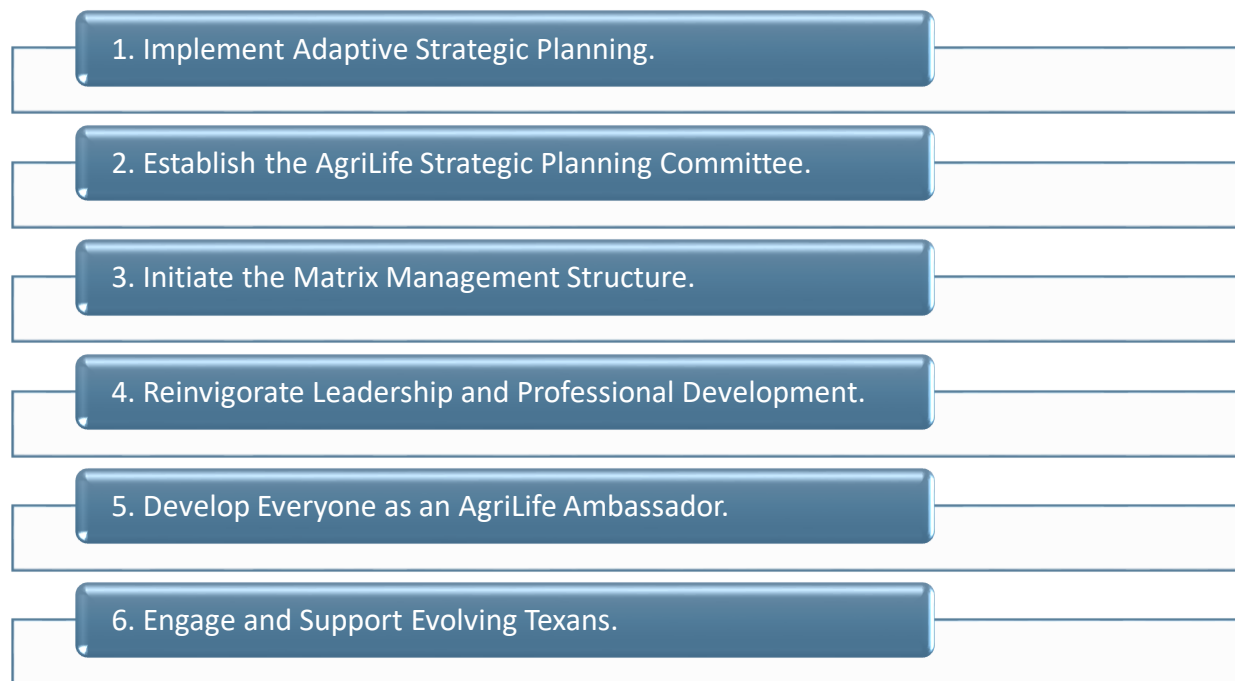 1. Implement Adaptive Strategic Planning.
2. Establish the AgriLife Strategic Planning Committee.
3. Initiate the Matrix Management Structure.
4. Reinvigorate Leadership and Professional Development.
5. Develop Everyone as an AgriLife Ambassador.
6. Engage and Support Evolving Texans.